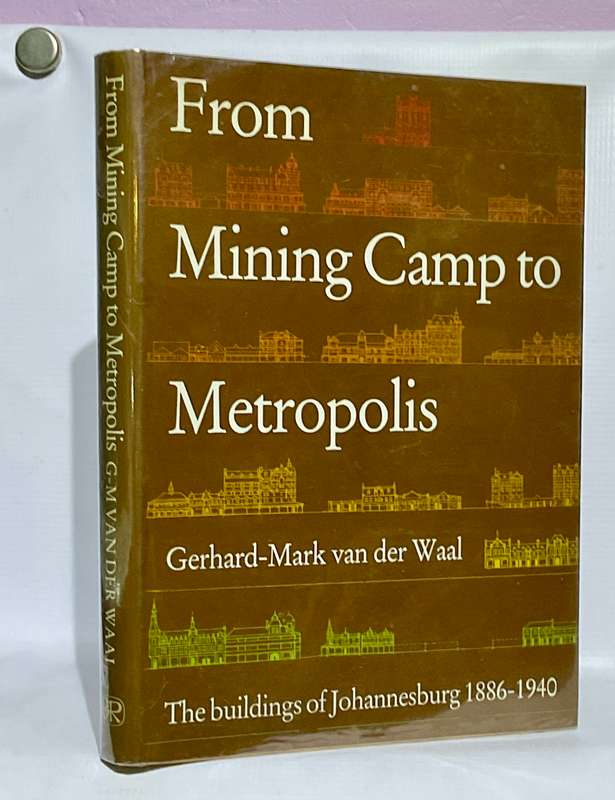 From Mining Camp to Metropolis G-M VAN DER WAAL
From
Mining Camp to
Metropolis
Gerhard-Mark van der Waal
The buildings of Johannesburg 1886-1940